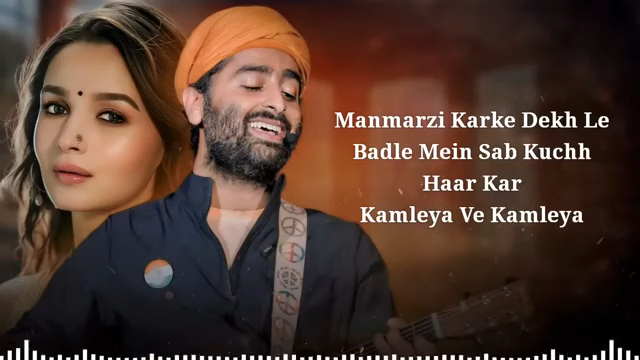 Manmarzi Karke Dekh Le
Badle Mein Sab Kuchh
Haar Kar
Kamleya Ve Kamleya